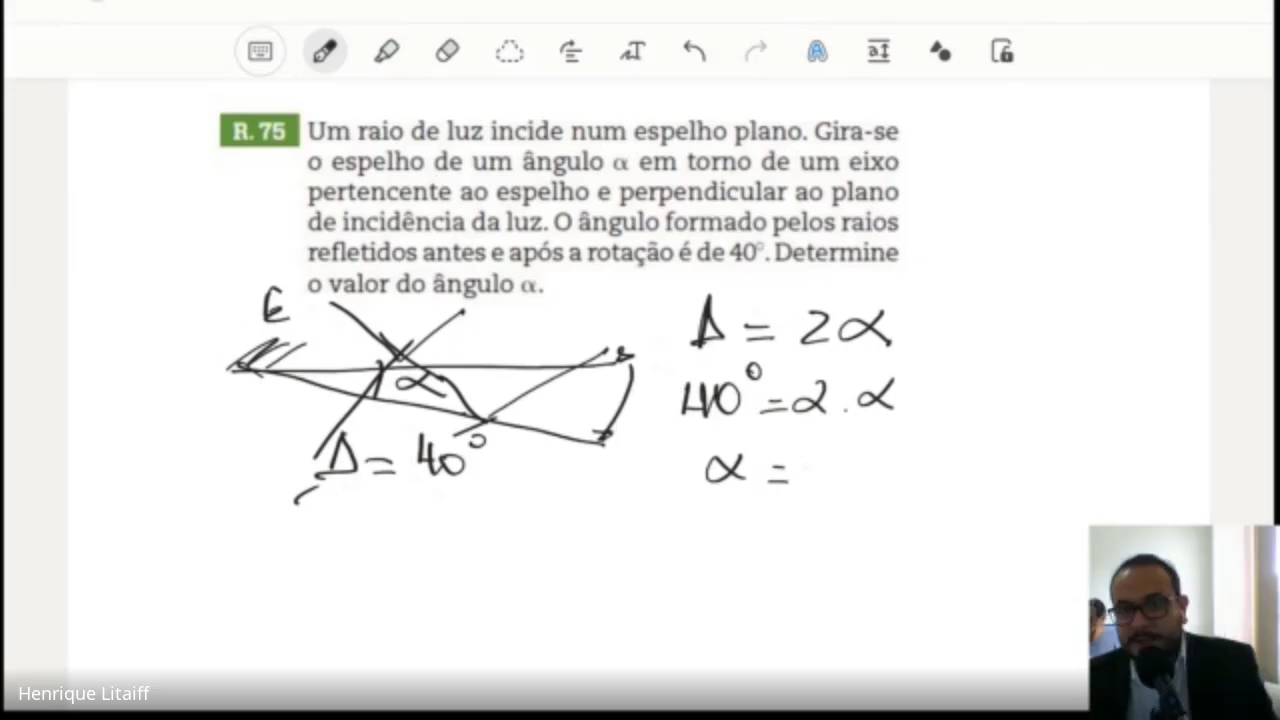 R. 75 Um raio de luz incide num espelho plano. Gira-se
o espelho de um ângulo α em torno de um eixo
pertencente ao espelho e perpendicular ao plano
de incidência da luz. O ângulo formado pelos raios
refletidos antes e após a rotação é de 40°. Determine
o valor do ângulo α.
E
α
Δ = 40°
Δ = 2α
40° = 2 . α
α =
Henrique Litaiff